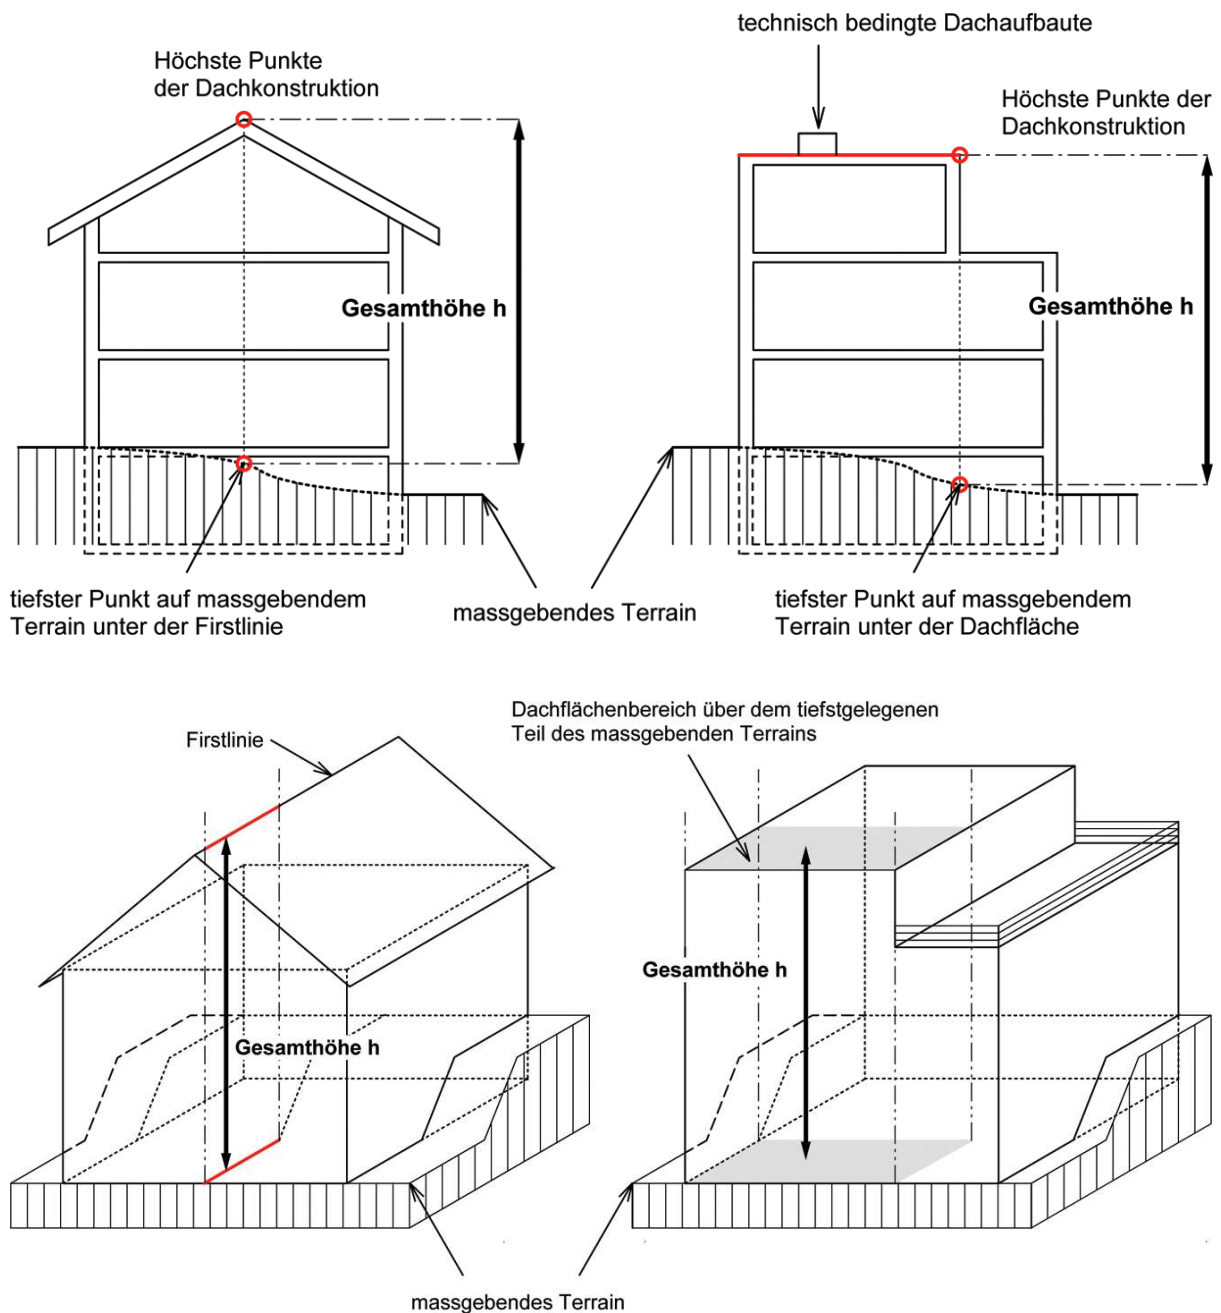 technisch bedingte Dachaufbaute
Höchste Punkte
der Dachkonstruktion
Höchste Punkte der
Dachkonstruktion
Gesamthöhe h
Gesamthöhe h
tiefster Punkt auf massgebendem
Terrain unter der Firstlinie
massgebendes Terrain
tiefster Punkt auf massgebendem
Terrain unter der Dachfläche
Firstlinie
Dachflächenbereich über dem tiefstgelegenen
Teil des massgebenden Terrains
Gesamthöhe h
Gesamthöhe h
massgebendes Terrain